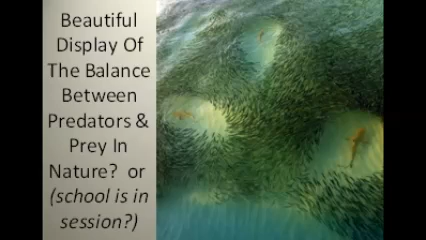 Beautiful
Display Of
The Balance
Between
Predators &
Prey In
Nature? or
(school is in
session?)